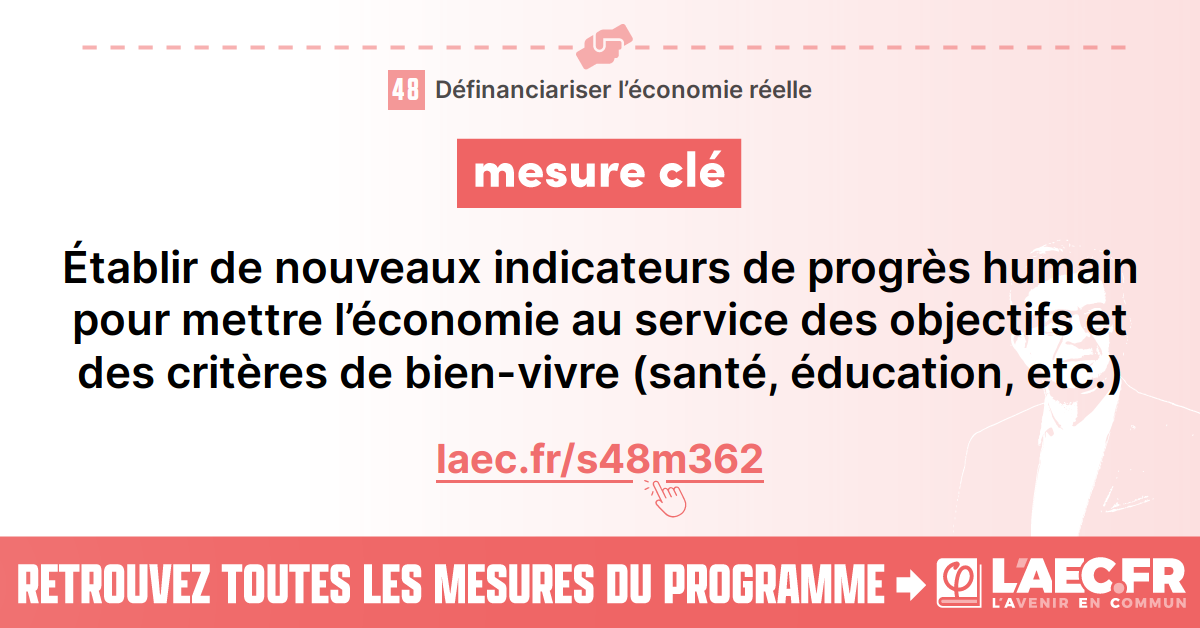 48 Définanciariser l’économie réelle
mesure clé
Établir de nouveaux indicateurs de progrès humain
pour mettre l’économie au service des objectifs et
des critères de bien-vivre (santé, éducation, etc.)
laec.fr/s48m362
RETROUVEZ TOUTES LES MESURES DU PROGRAMME
φ L’AEC.FR
L’AVENIR EN COMMUN